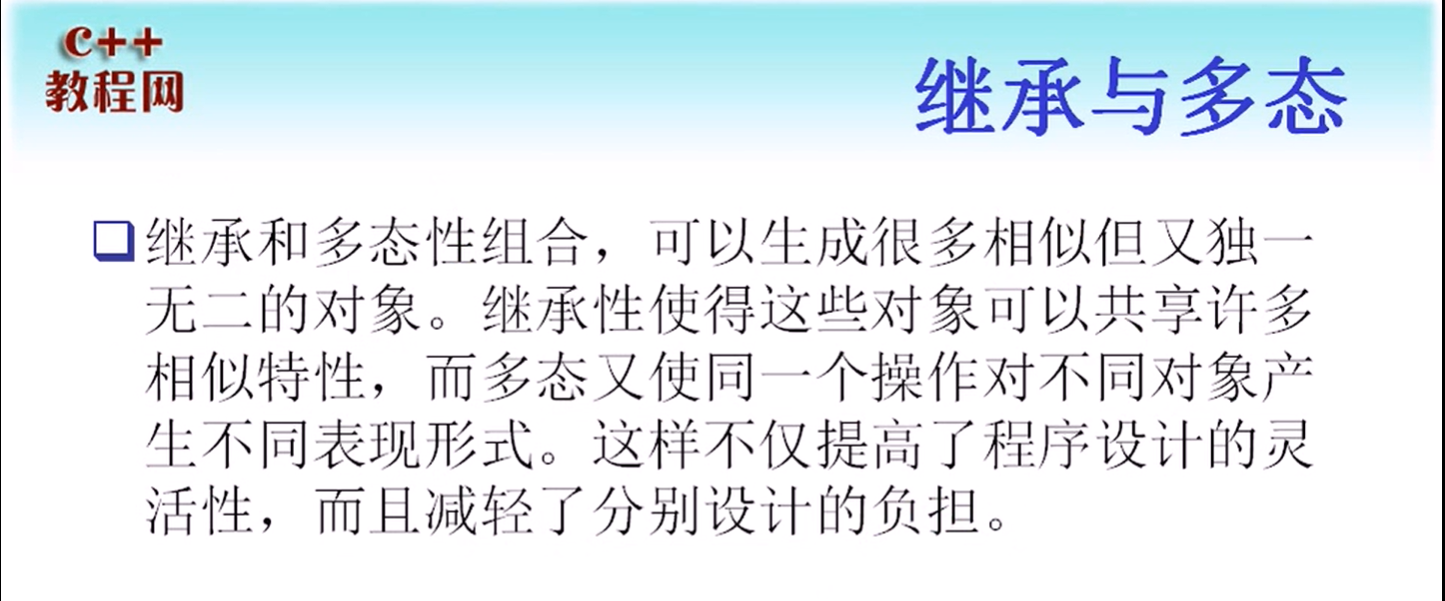 c++
教程网
继承与多态
继承和多态性组合，可以生成很多相似但又独一
无二的对象。继承性使得这些对象可以共享许多
相似特性，而多态又使同一个操作对不同对象产
生不同表现形式。这样不仅提高了程序设计的灵
活性，而且减轻了分别设计的负担。